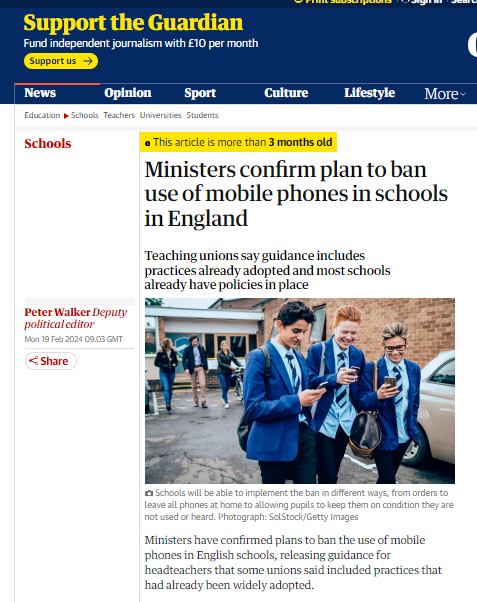 Print subscriptions
Sign in
Support the Guardian
Fund independent journalism with £10 per month
Support us →
News Opinion Sport Culture Lifestyle More
Education Schools Teachers Universities Students
Schools
This article is more than 3 months old
Ministers confirm plan to ban
use of mobile phones in schools
in England
Teaching unions say guidance includes
practices already adopted and most schools
already have policies in place
Peter Walker Deputy
political editor
Mon 19 Feb 2024 09.03 GMT
Share
Schools will be able to implement the ban in different ways, from orders to
leave all phones at home to allowing pupils to keep them on condition they are
not used or heard. Photograph: SolStock/Getty Images
Ministers have confirmed plans to ban the use of mobile
phones in English schools, releasing guidance for
headteachers that some unions said included practices that
had already been widely adopted.